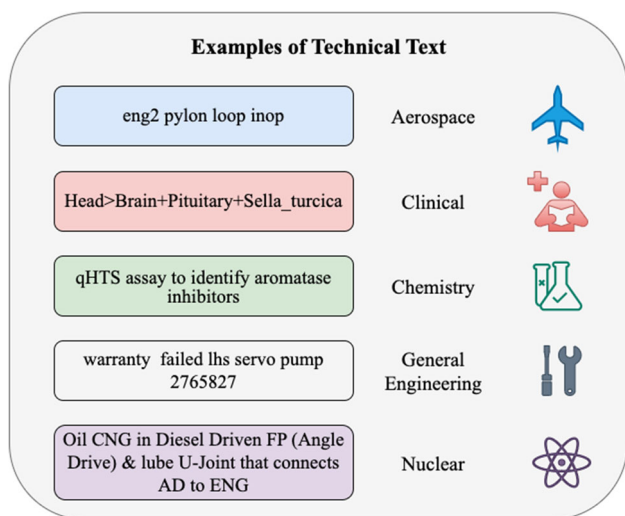 Examples of Technical Text
eng2 pylon loop inop
Aerospace
Head>Brain+Pituitary+Sella_turcica
Clinical
qHTS assay to identify aromatase
inhibitors
Chemistry
warranty  failed lhs servo pump
2765827
General
Engineering
Oil CNG in Diesel Driven FP (Angle
Drive) & lube U-Joint that connects
AD to ENG
Nuclear